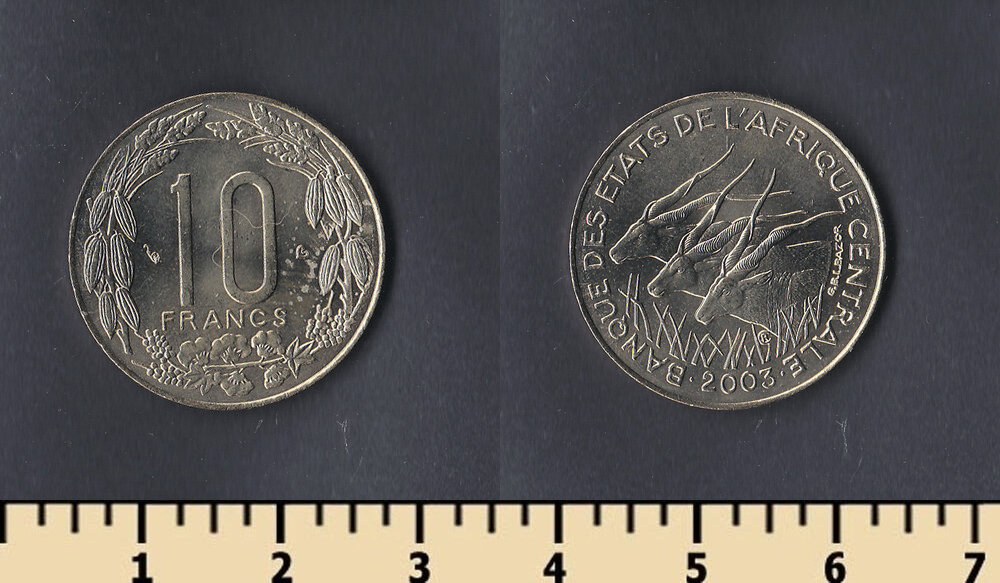 10
FRANCS
BANQUE DES ETATS DE L'AFRIQUE CENTRALE
G.B.L.BAZOR
· 2003 ·
1 2 3 4 5 6 7